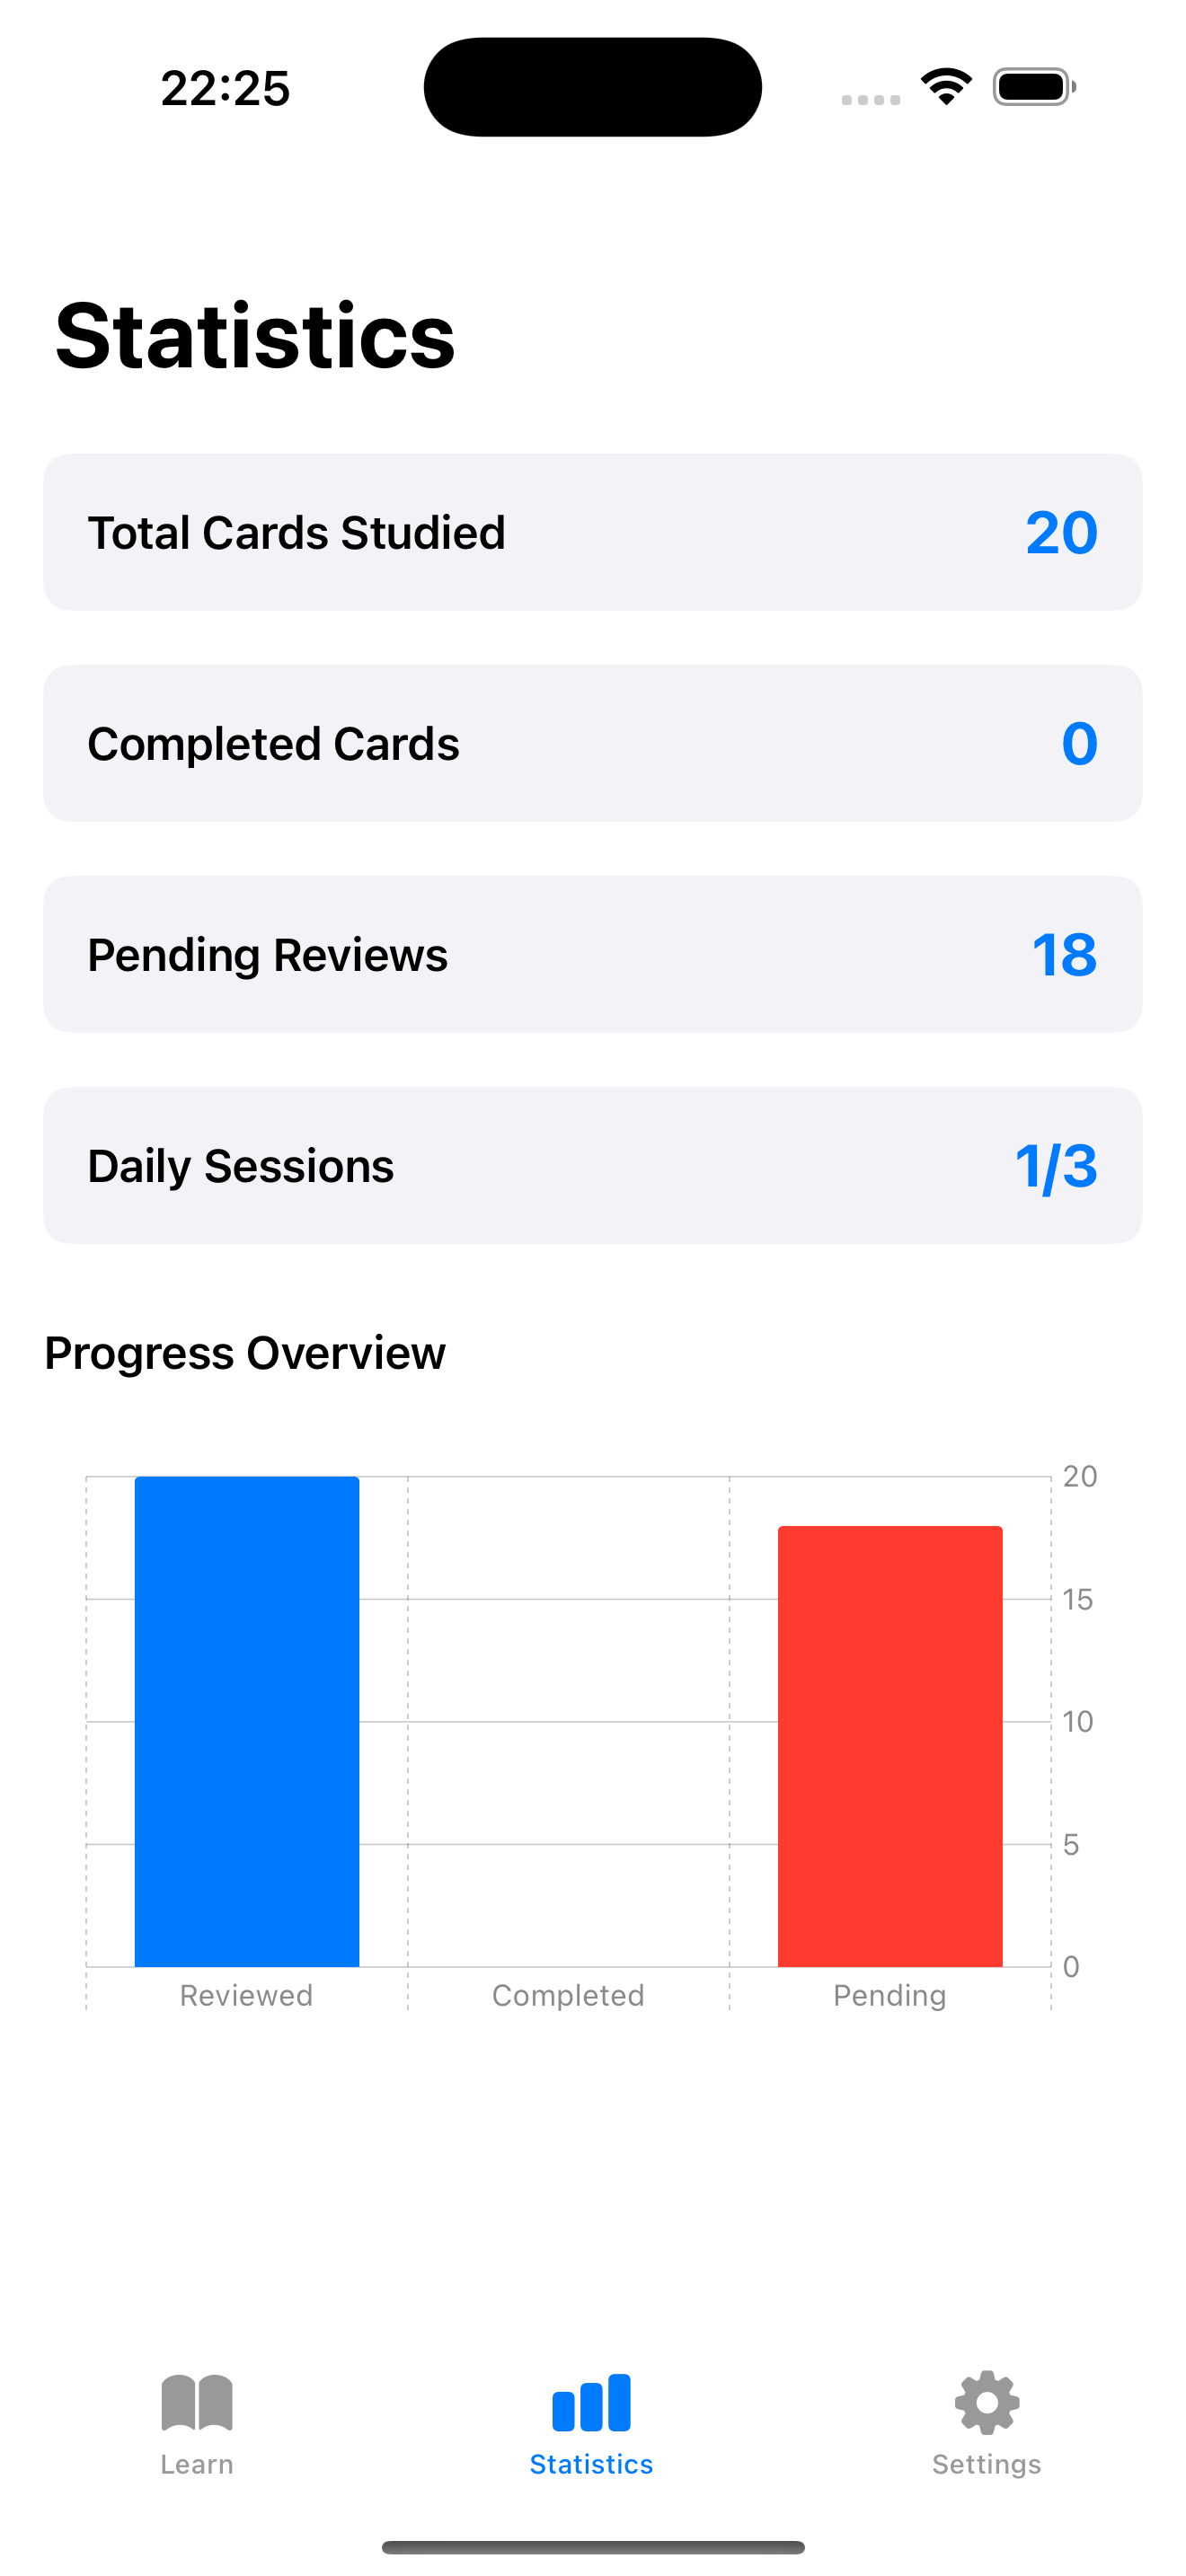 22:25
Statistics
Total Cards Studied 20
Completed Cards 0
Pending Reviews 18
Daily Sessions 1/3
Progress Overview
20
15
10
5
0
Reviewed Completed Pending
Learn Statistics Settings